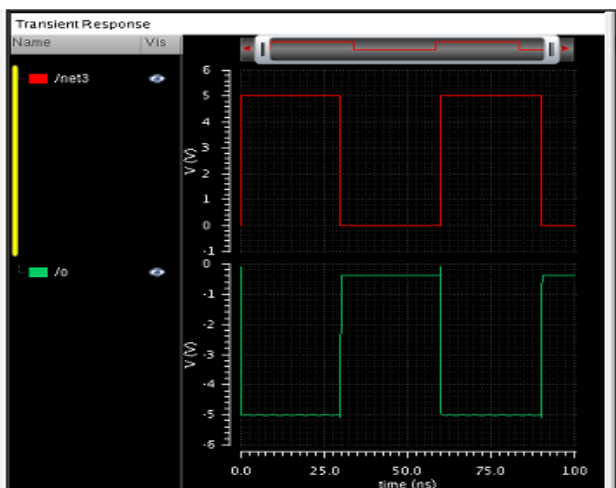 Transient Response
Name Vis
/net3
6
5
4
3
2
1
0
-1
V (V)
/o
0
-1
-2
-3
-4
-5
-6
V (V)
0.0 25.0 50.0 75.0 100
time (ns)